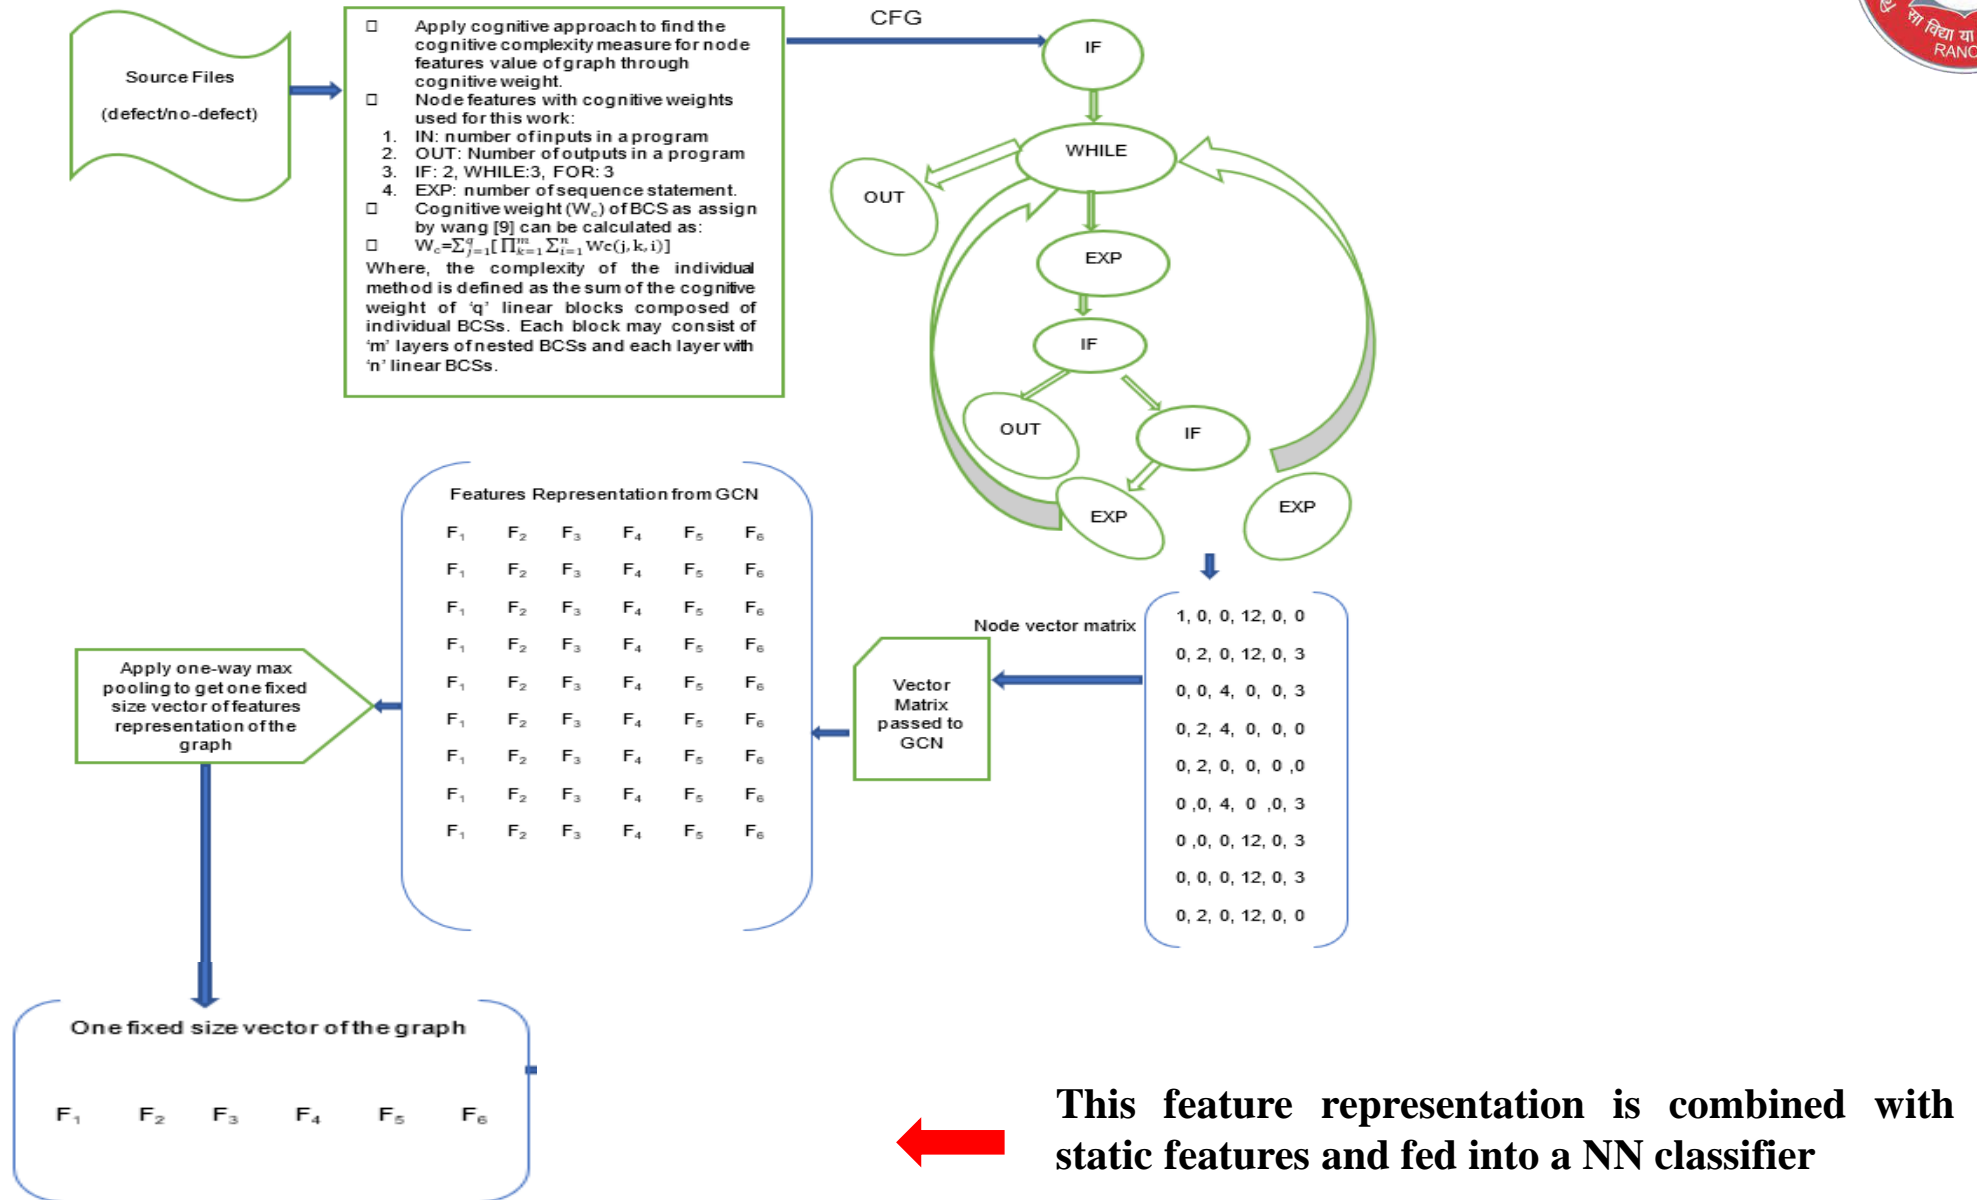 Source Files
(defect/no-defect)
Apply cognitive approach to find the
cognitive complexity measure for node
features value of graph through
cognitive weight.
Node features with cognitive weights
used for this work:
1. IN: number of inputs in a program
2. OUT: Number of outputs in a program
3. IF: 2, WHILE:3, FOR: 3
4. EXP: number of sequence statement.
Cognitive weight (W꜀) of BCS as assign
by wang [9] can be calculated as:
W꜀=∑_{j=1}^{q}[∏_{k=1}^{m} ∑_{i=1}^{n} Wc(j, k, i)]
Where, the complexity of the individual
method is defined as the sum of the cognitive
weight of ‘q’ linear blocks composed of
individual BCSs. Each block may consist of
‘m’ layers of nested BCSs and each layer with
‘n’ linear BCSs.
CFG
IF
WHILE
OUT
EXP
IF
OUT
IF
EXP
EXP
1, 0, 0, 12, 0, 0
0, 2, 0, 12, 0, 3
0, 0, 4, 0, 0, 3
0, 2, 4, 0, 0, 0
0, 2, 0, 0, 0 ,0
0 ,0, 4, 0 ,0, 3
0 ,0, 0, 12, 0, 3
0, 0, 0, 12, 0, 3
0, 2, 0, 12, 0, 0
Node vector matrix
Vector
Matrix
passed to
GCN
Features Representation from GCN
F₁ F₂ F₃ F₄ F₅ F₆
F₁ F₂ F₃ F₄ F₅ F₆
F₁ F₂ F₃ F₄ F₅ F₆
F₁ F₂ F₃ F₄ F₅ F₆
F₁ F₂ F₃ F₄ F₅ F₆
F₁ F₂ F₃ F₄ F₅ F₆
F₁ F₂ F₃ F₄ F₅ F₆
F₁ F₂ F₃ F₄ F₅ F₆
F₁ F₂ F₃ F₄ F₅ F₆
Apply one-way max
pooling to get one fixed
size vector of features
representation of the
graph
One fixed size vector of the graph
F₁ F₂ F₃ F₄ F₅ F₆
This feature representation is combined with
static features and fed into a NN classifier
सा विद्या या